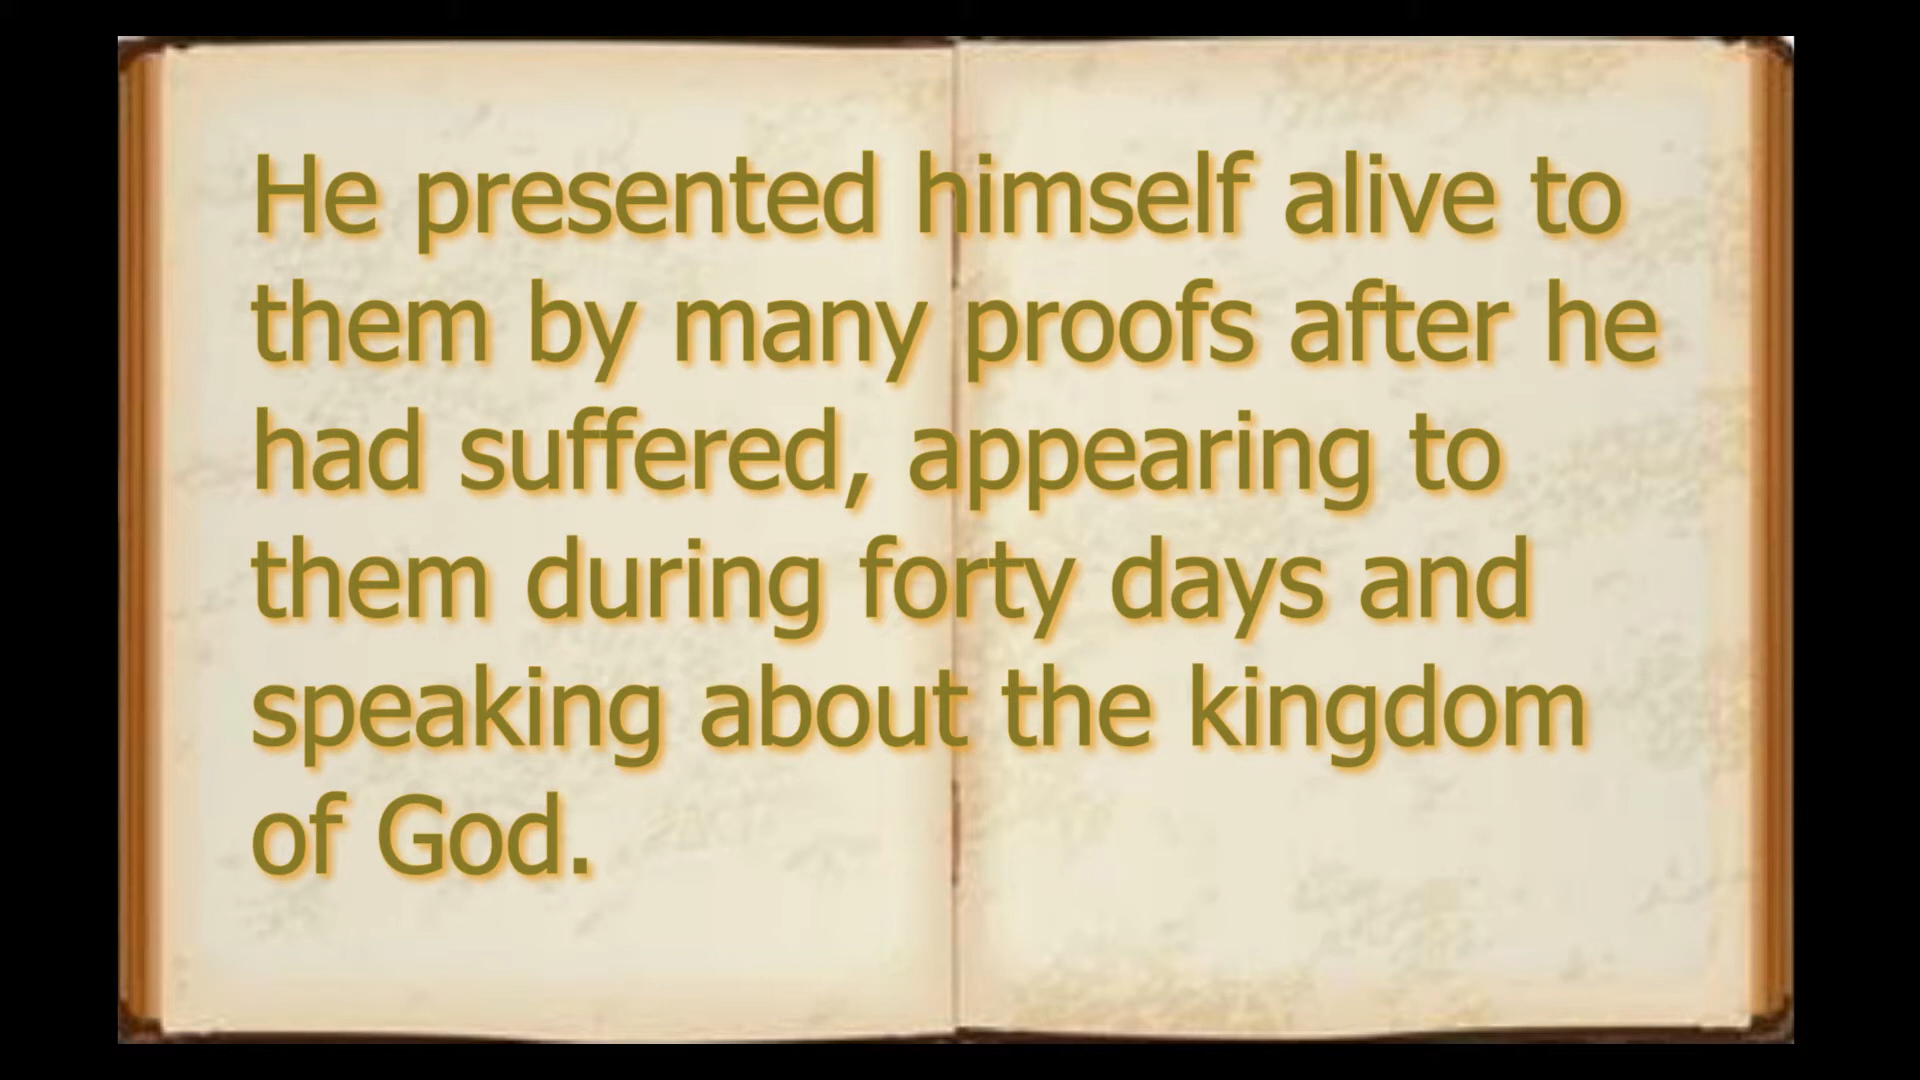 He presented himself alive to
them by many proofs after he
had suffered, appearing to
them during forty days and
speaking about the kingdom
of God.